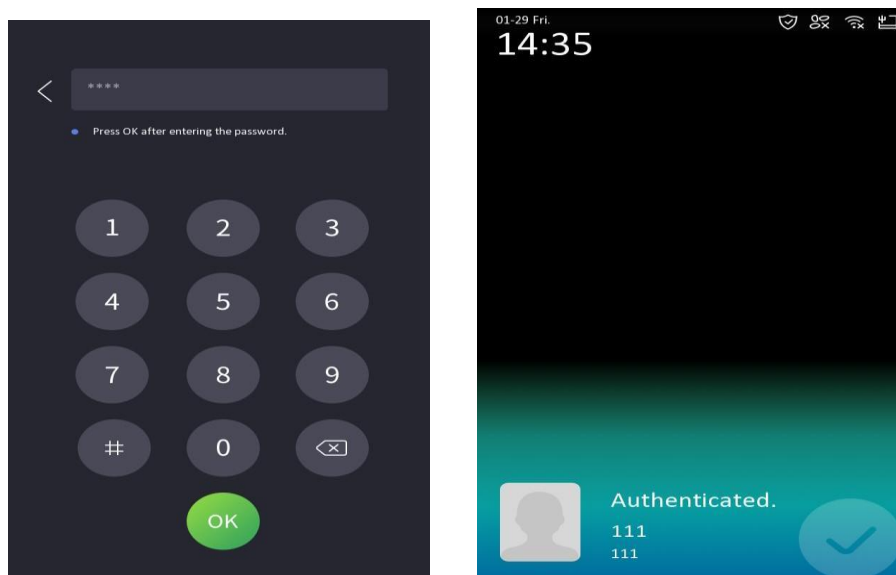 ****
Press OK after entering the password.
1 2 3
4 5 6
7 8 9
# 0
OK
01-29 Fri.
14:35
Authenticated.
111
111